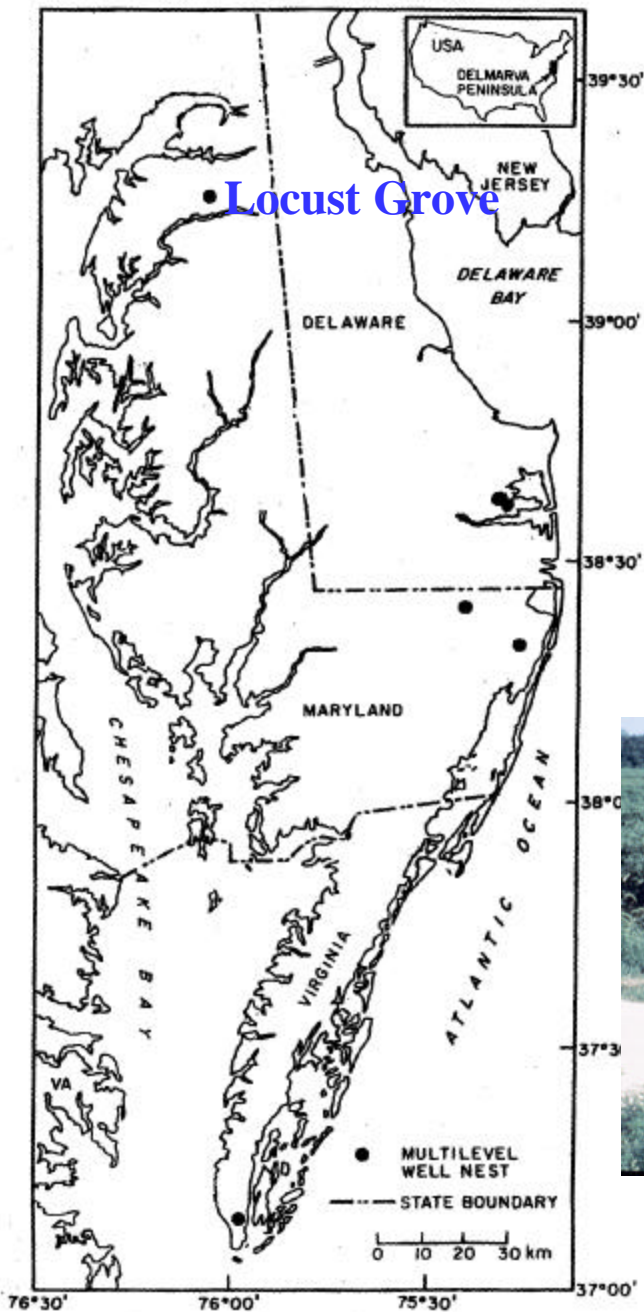 USA
DELMARVA
PENINSULA
39°30'
NEW
JERSEY
Locust Grove
DELAWARE
BAY
DELAWARE
39°00'
38°30'
MARYLAND
CHESAPEAKE BAY
38°0
ATLANTIC OCEAN
VIRGINIA
37°3
VA
MULTILEVEL
WELL NEST
STATE BOUNDARY
0 10 20 30 km
37°00'
76°30' 76°00' 75°30'